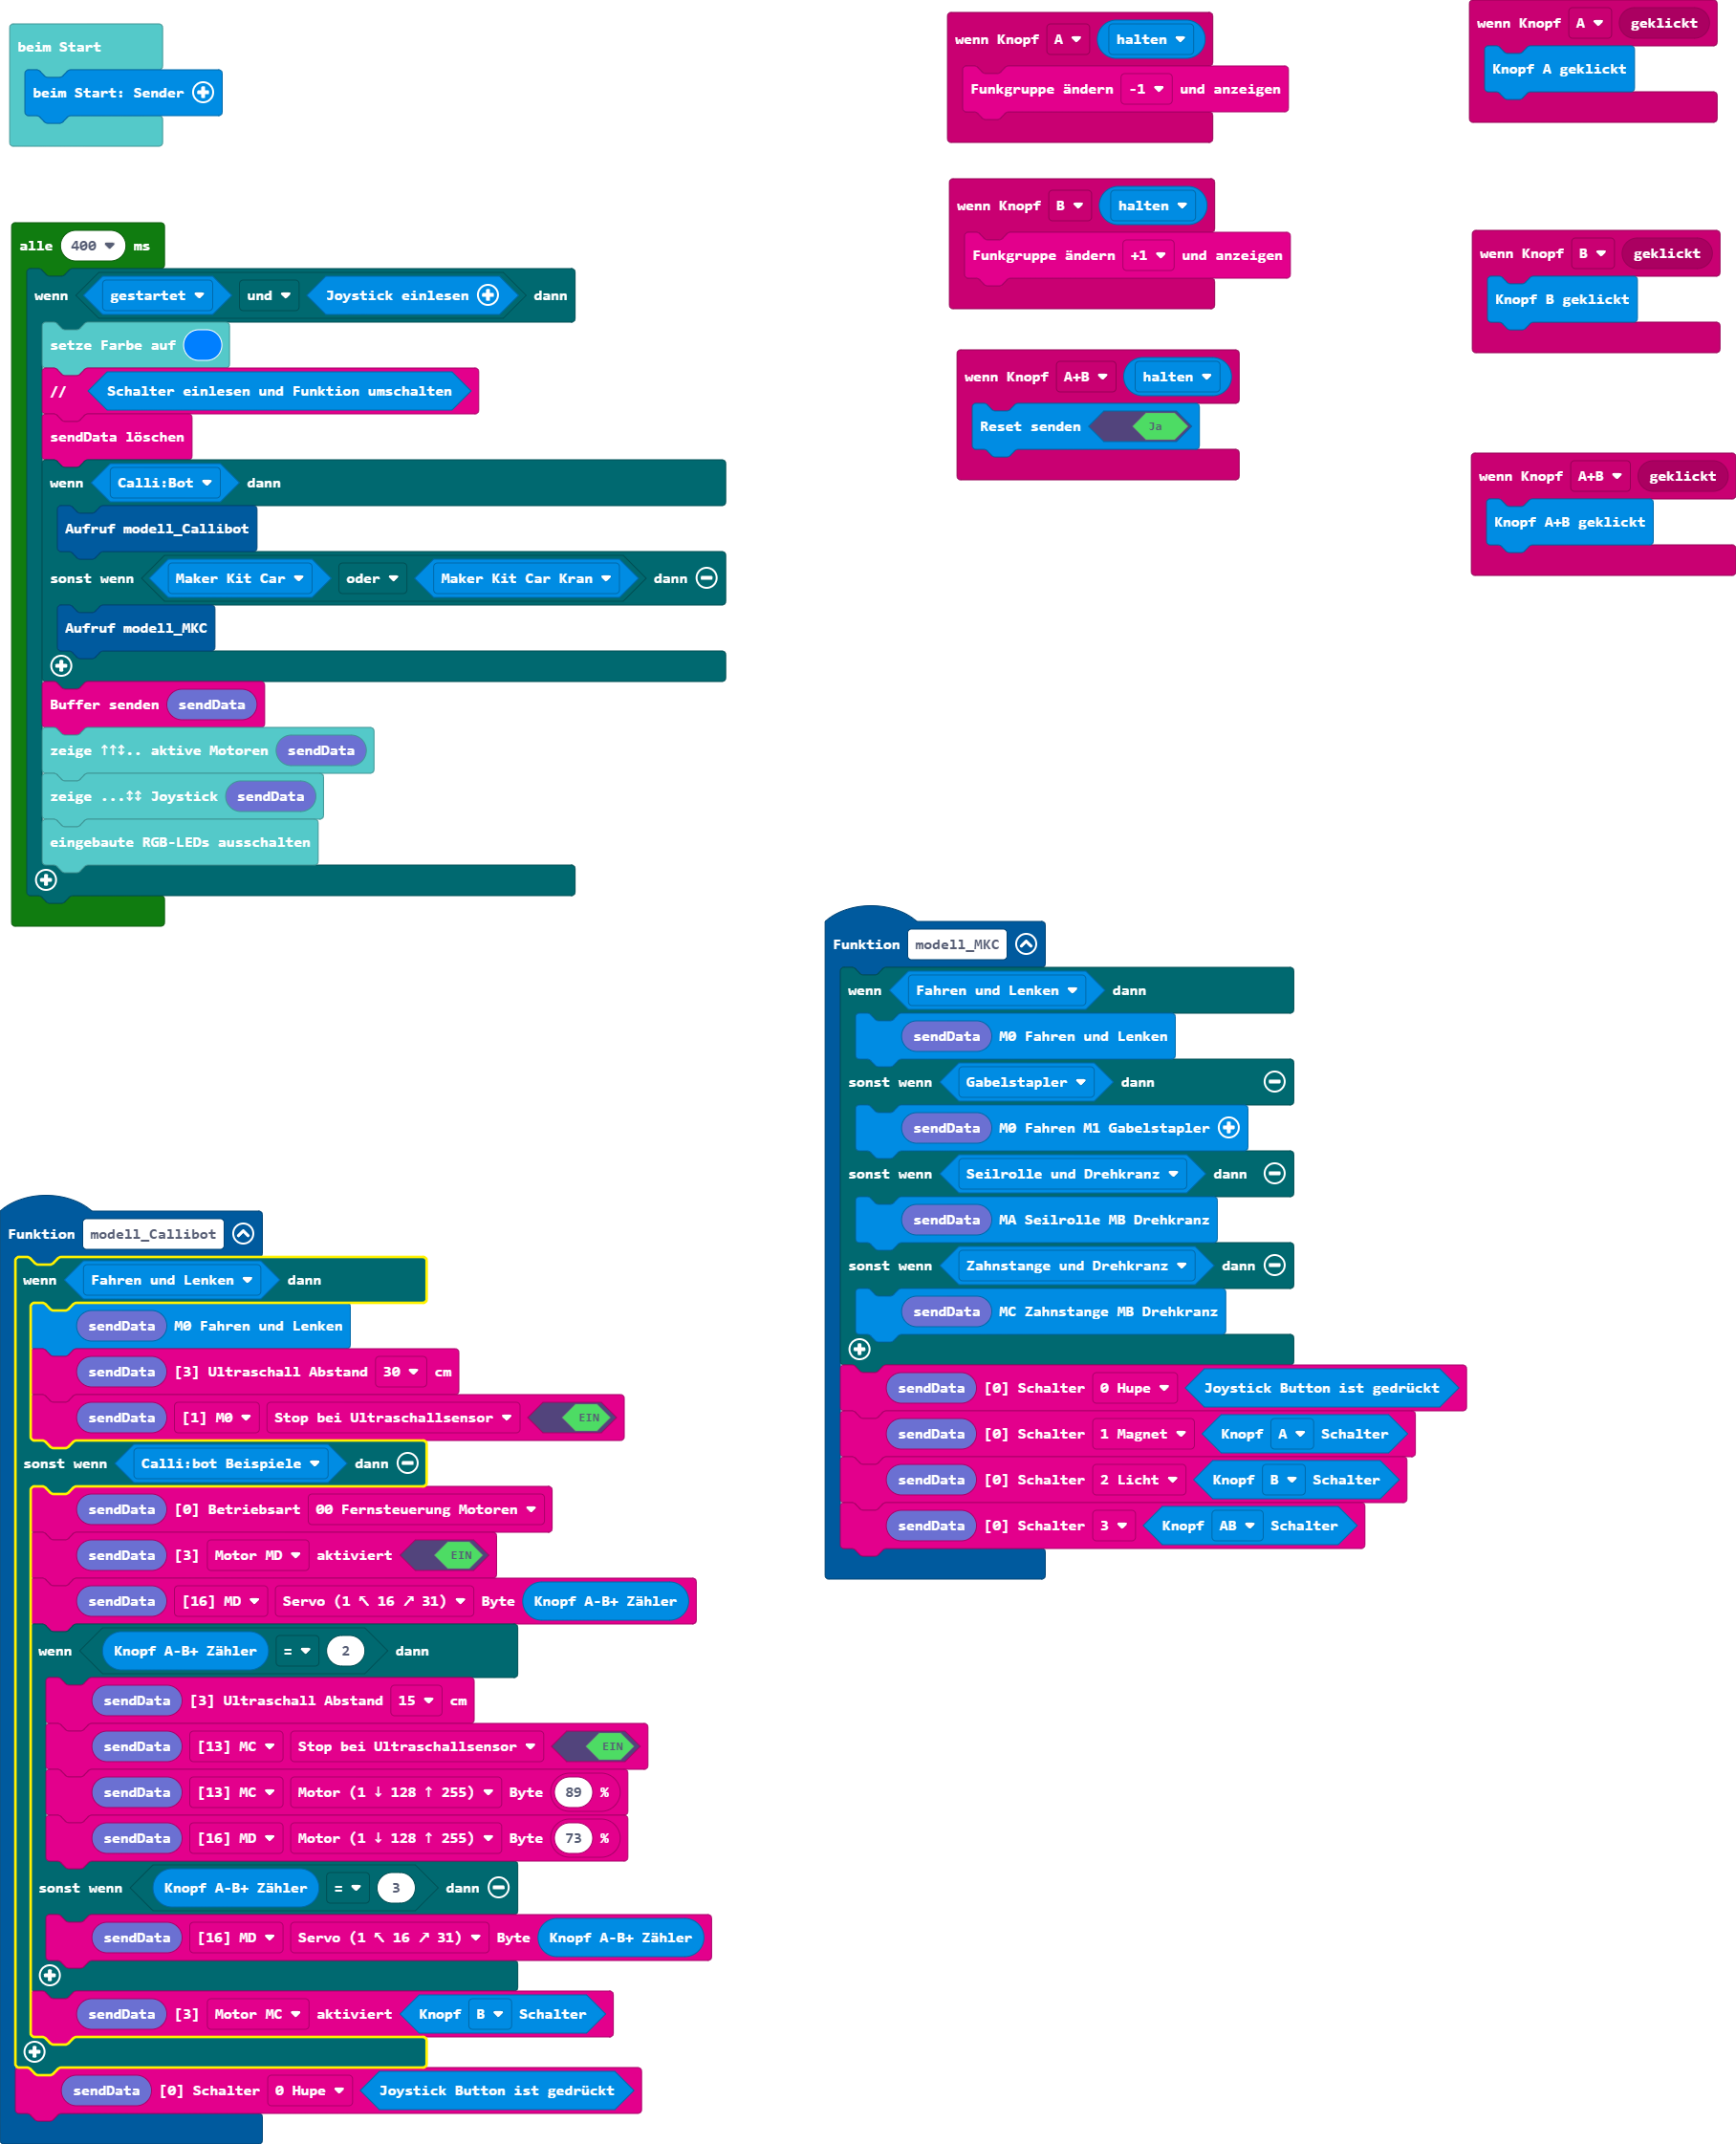 beim Start
beim Start: Sender
alle 400 ms
wenn gestartet und Joystick einlesen dann
setze Farbe auf
// Schalter einlesen und Funktion umschalten
sendData löschen
wenn Calli:Bot dann
Aufruf modell_Callibot
sonst wenn Maker Kit Car oder Maker Kit Car Kran dann
Aufruf modell_MKC
Buffer senden sendData
zeige ↑↑↕.. aktive Motoren sendData
zeige ...↕↕ Joystick sendData
eingebaute RGB-LEDs ausschalten
wenn Knopf A halten
Funkgruppe ändern -1 und anzeigen
wenn Knopf B halten
Funkgruppe ändern +1 und anzeigen
wenn Knopf A+B halten
Reset senden Ja
wenn Knopf A geklickt
Knopf A geklickt
wenn Knopf B geklickt
Knopf B geklickt
wenn Knopf A+B geklickt
Knopf A+B geklickt
Funktion modell_MKC
wenn Fahren und Lenken dann
sendData M0 Fahren und Lenken
sonst wenn Gabelstapler dann
sendData M0 Fahren M1 Gabelstapler
sonst wenn Seilrolle und Drehkranz dann
sendData MA Seilrolle MB Drehkranz
sonst wenn Zahnstange und Drehkranz dann
sendData MC Zahnstange MB Drehkranz
sendData [0] Schalter 0 Hupe Joystick Button ist gedrückt
sendData [0] Schalter 1 Magnet Knopf A Schalter
sendData [0] Schalter 2 Licht Knopf B Schalter
sendData [0] Schalter 3 Knopf AB Schalter
Funktion modell_Callibot
wenn Fahren und Lenken dann
sendData M0 Fahren und Lenken
sendData [3] Ultraschall Abstand 30 cm
sendData [1] M0 Stop bei Ultraschallsensor EIN
sonst wenn Calli:bot Beispiele dann
sendData [0] Betriebsart 00 Fernsteuerung Motoren
sendData [3] Motor MD aktiviert EIN
sendData [16] MD Servo (1 ↖ 16 ↗ 31) Byte Knopf A-B+ Zähler
wenn Knopf A-B+ Zähler = 2 dann
sendData [3] Ultraschall Abstand 15 cm
sendData [13] MC Stop bei Ultraschallsensor EIN
sendData [13] MC Motor (1 ↓ 128 ↑ 255) Byte 89 %
sendData [16] MD Motor (1 ↓ 128 ↑ 255) Byte 73 %
sonst wenn Knopf A-B+ Zähler = 3 dann
sendData [16] MD Servo (1 ↖ 16 ↗ 31) Byte Knopf A-B+ Zähler
sendData [3] Motor MC aktiviert Knopf B Schalter
sendData [0] Schalter 0 Hupe Joystick Button ist gedrückt